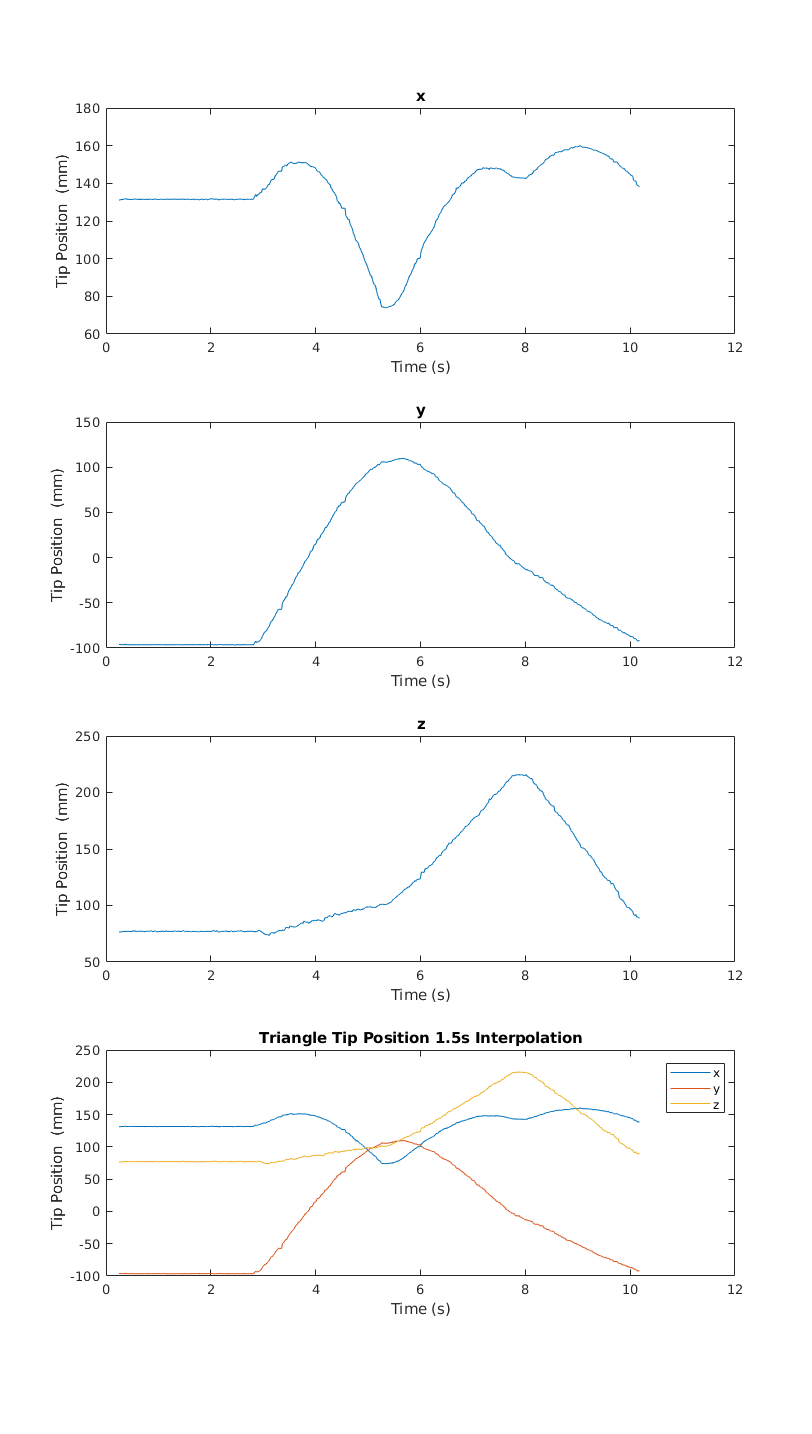 x
180
160
140
120
100
80
60
Tip Position (mm)
0 2 4 6 8 10 12
Time (s)
y
150
100
50
0
-50
-100
Tip Position (mm)
0 2 4 6 8 10 12
Time (s)
z
250
200
150
100
50
Tip Position (mm)
0 2 4 6 8 10 12
Time (s)
Triangle Tip Position 1.5s Interpolation
250
200
150
100
50
0
-50
-100
Tip Position (mm)
x
y
z
0 2 4 6 8 10 12
Time (s)